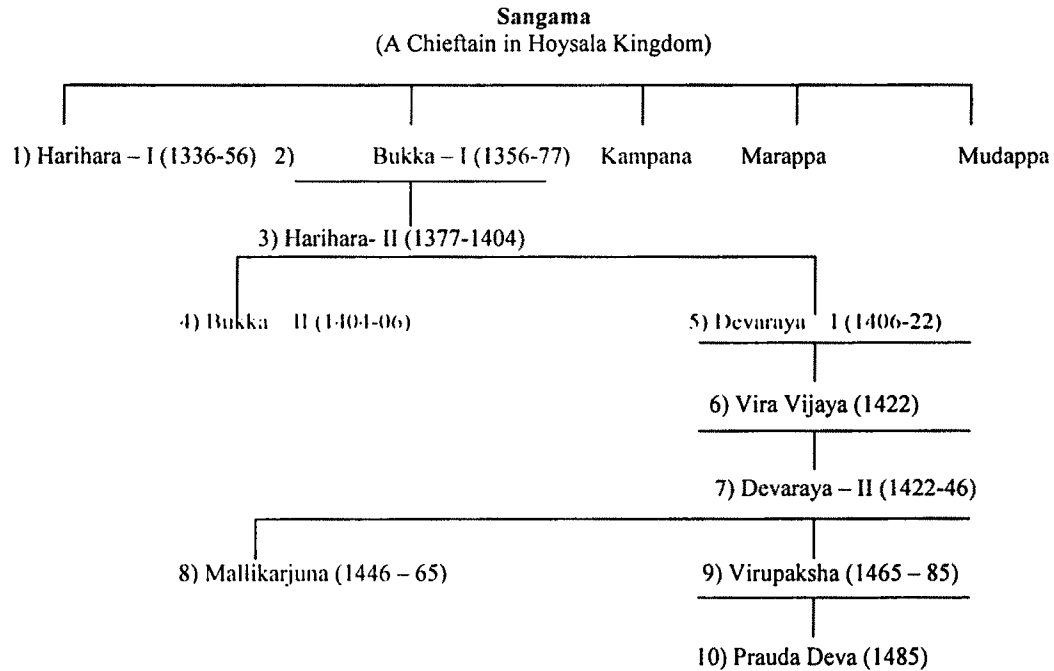 Sangama
(A Chieftain in Hoysala Kingdom)
1) Harihara – I (1336-56) 2) Bukka – I (1356-77) Kampana Marappa Mudappa
3) Harihara- II (1377-1404)
4) Bukka II (1404-06) 5) Devaraya I (1406-22)
6) Vira Vijaya (1422)
7) Devaraya – II (1422-46)
8) Mallikarjuna (1446 – 65) 9) Virupaksha (1465 – 85)
10) Prauda Deva (1485)